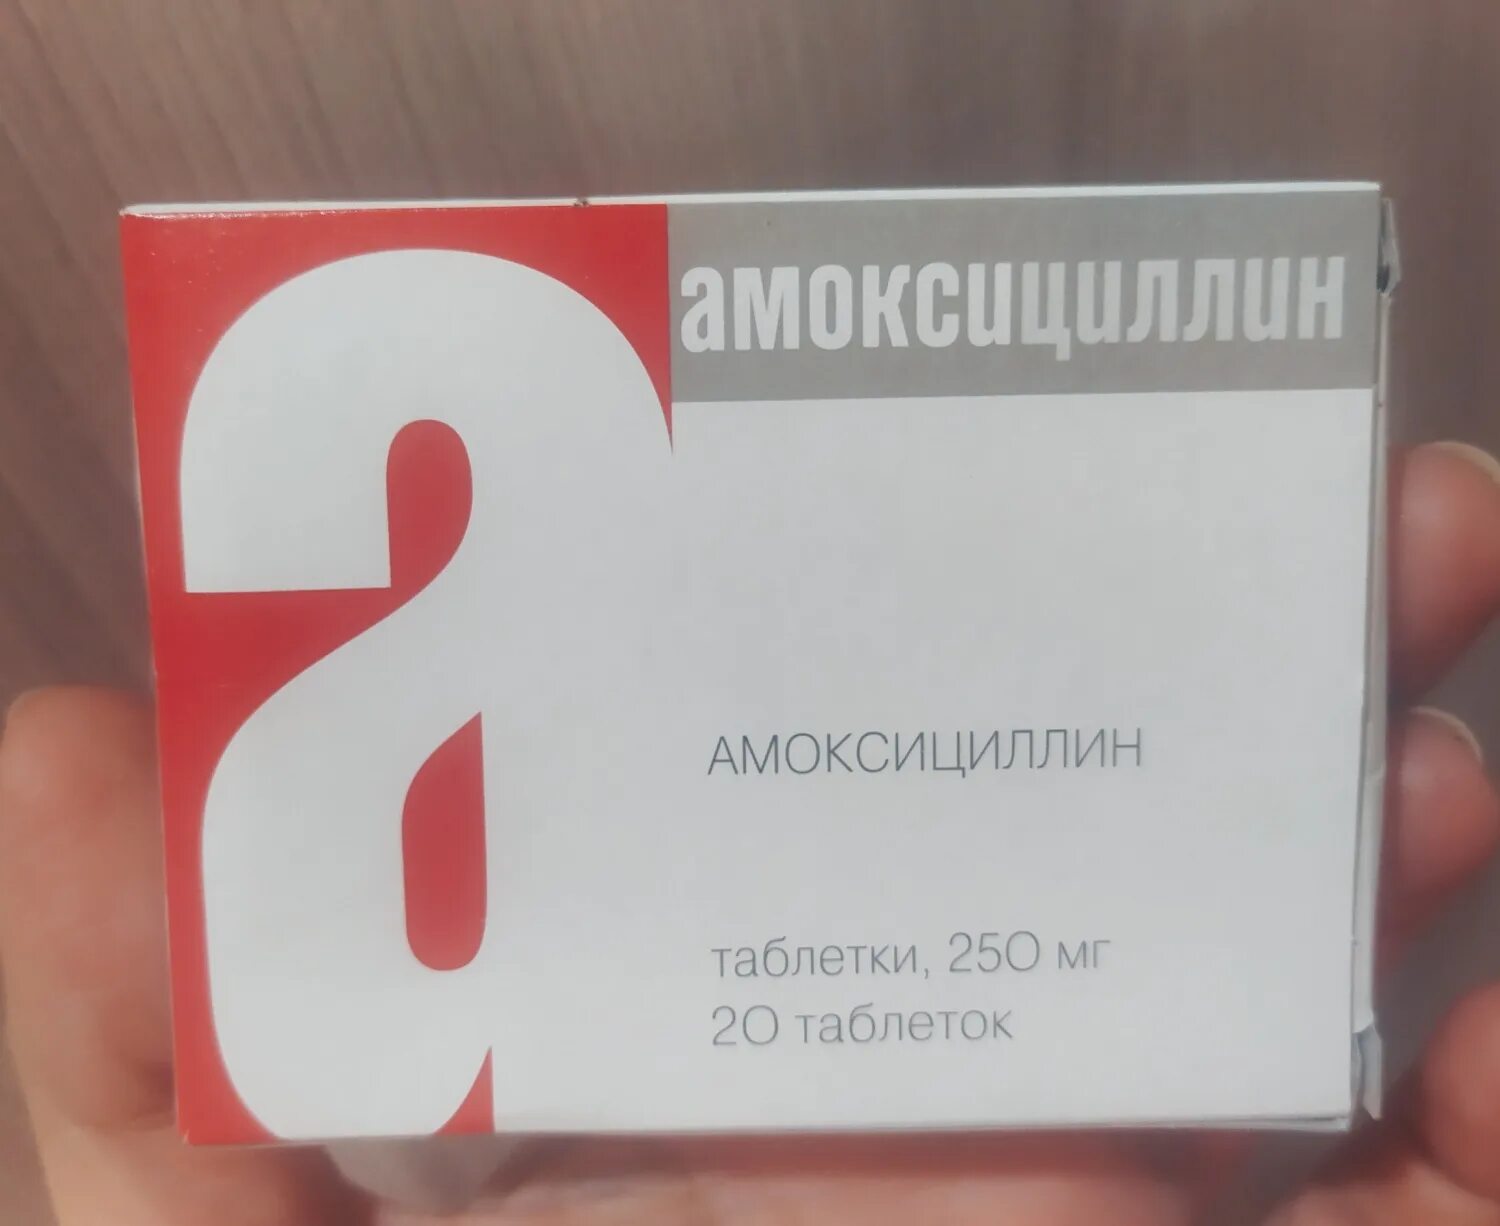 а
амоксициллин
АМОКСИЦИЛЛИН
таблетки, 250 мг
20 таблеток